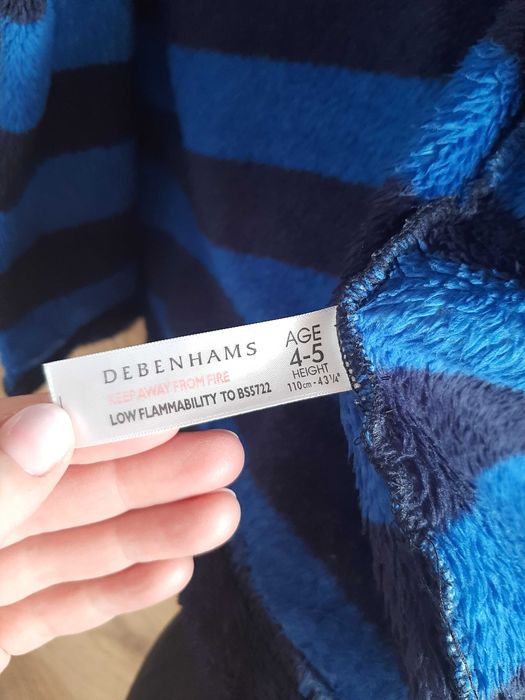 DEBENHAMS
KEEP AWAY FROM FIRE
LOW FLAMMABILITY TO BS5722
AGE
4-5
HEIGHT
110cm - 4'3¼"